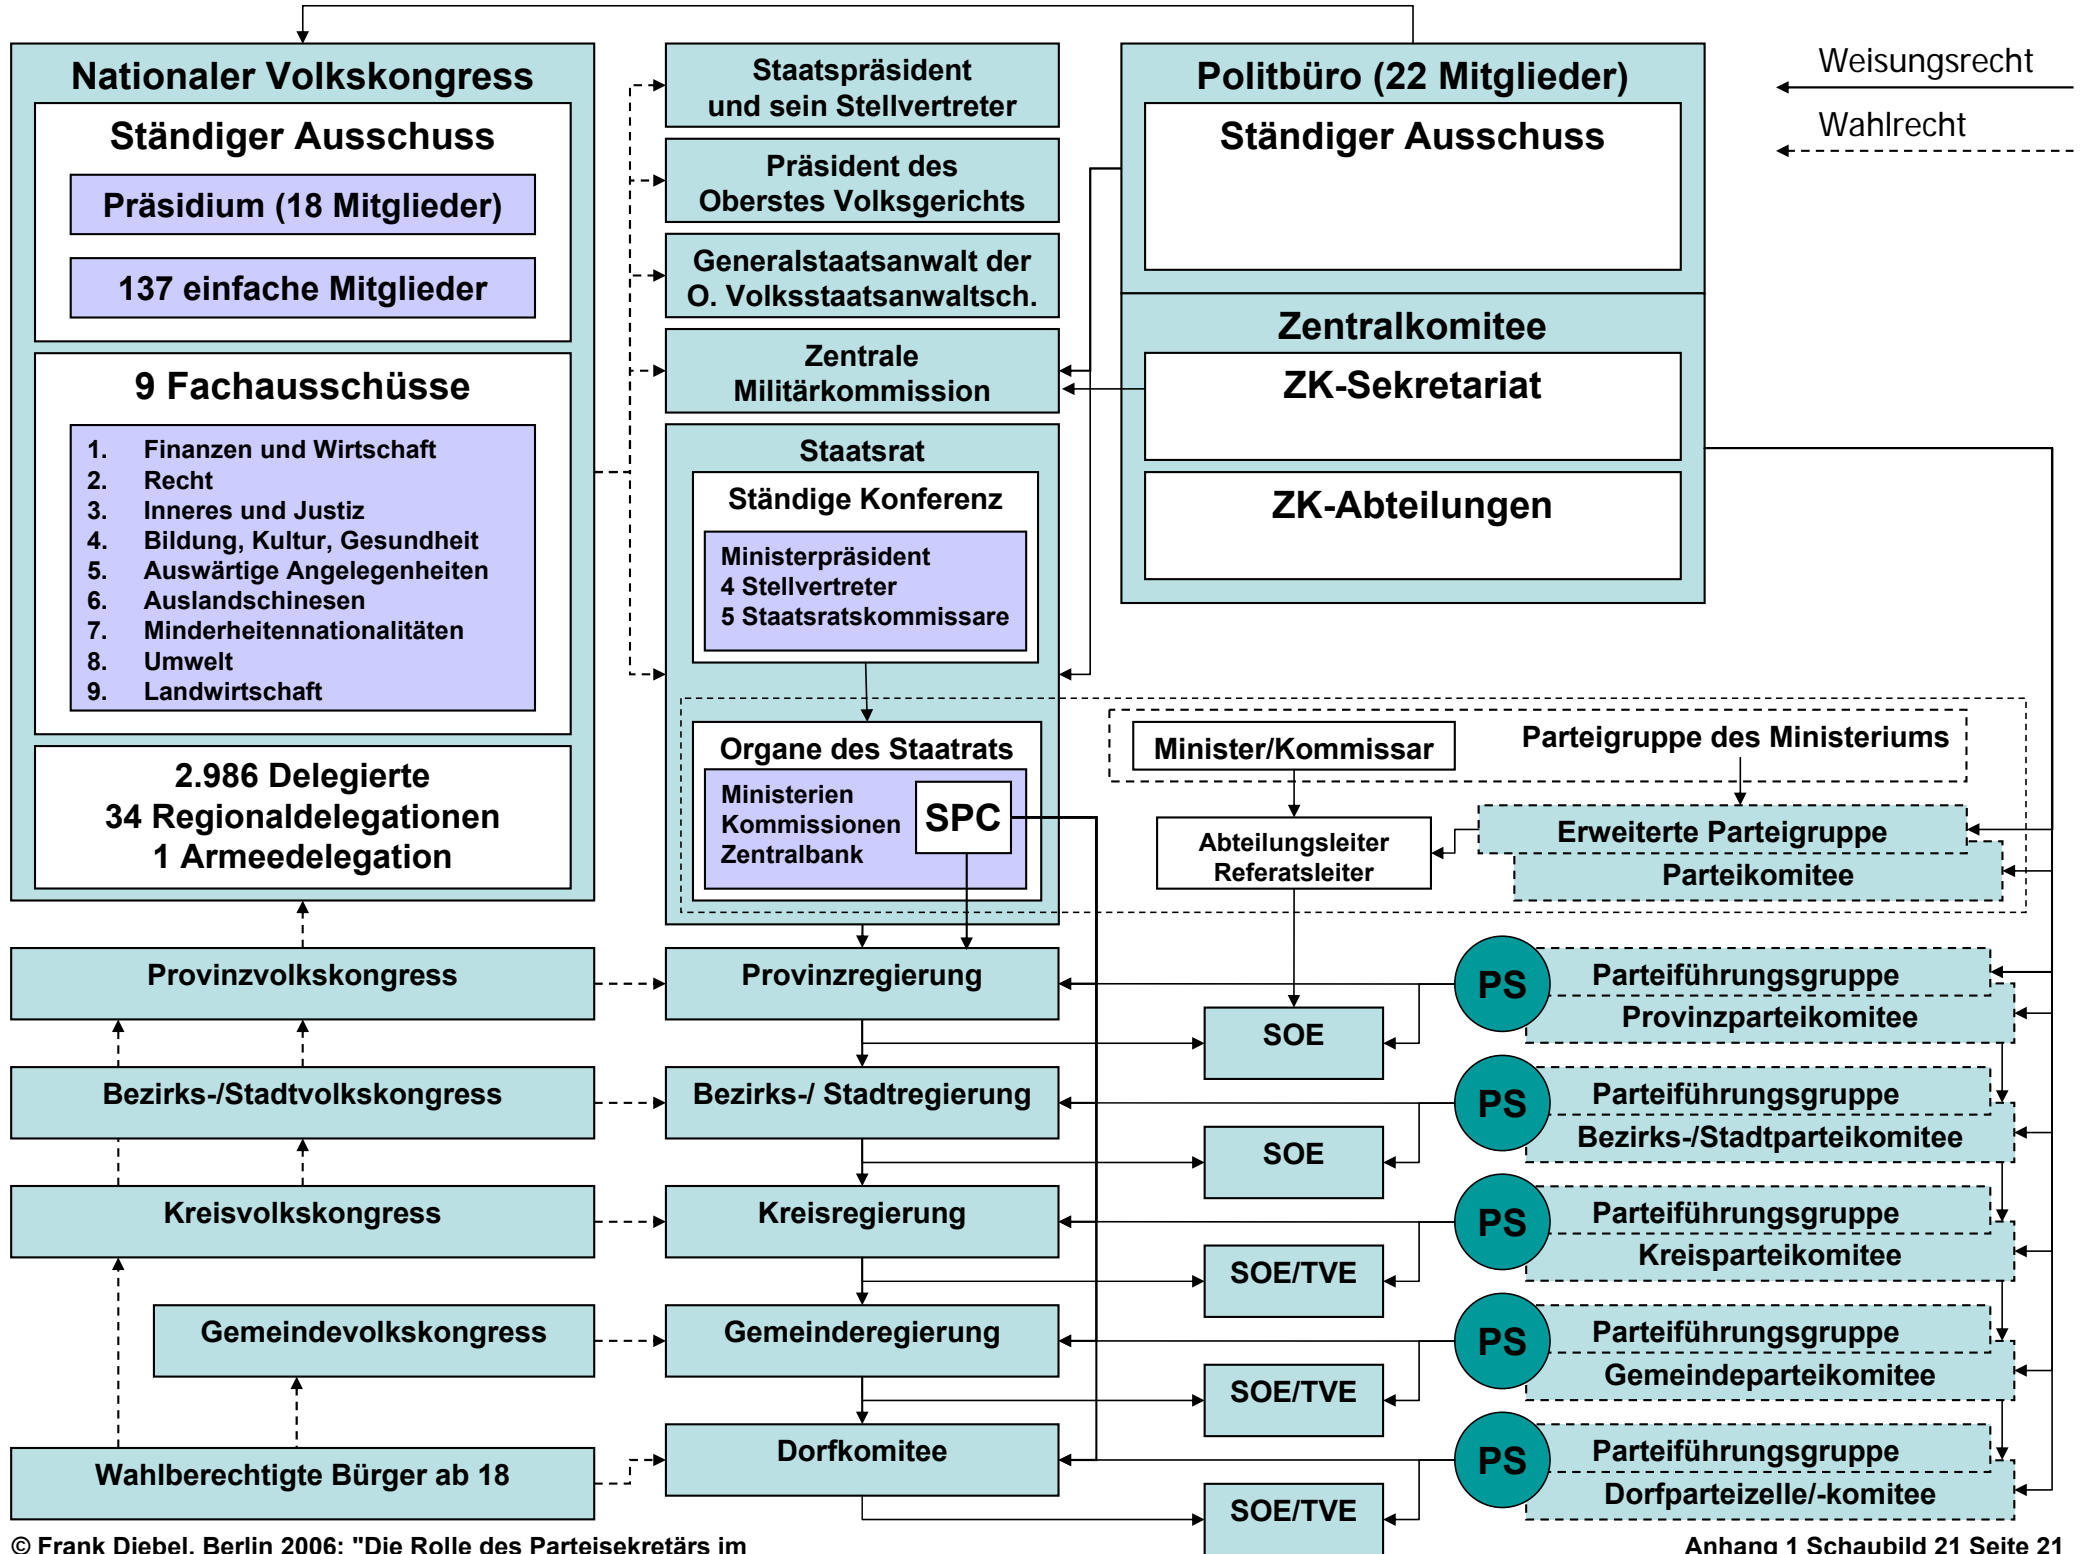 Nationaler Volkskongress
Ständiger Ausschuss
Präsidium (18 Mitglieder)
137 einfache Mitglieder
9 Fachausschüsse
1. Finanzen und Wirtschaft
2. Recht
3. Inneres und Justiz
4. Bildung, Kultur, Gesundheit
5. Auswärtige Angelegenheiten
6. Auslandschinesen
7. Minderheitennationalitäten
8. Umwelt
9. Landwirtschaft
2.986 Delegierte
34 Regionaldelegationen
1 Armeedelegation
Provinzvolkskongress
Bezirks-/Stadtvolkskongress
Kreisvolkskongress
Gemeindevolkskongress
Wahlberechtigte Bürger ab 18
Staatspräsident
und sein Stellvertreter
Präsident des
Oberstes Volksgerichts
Generalstaatsanwalt der
O. Volksstaatsanwaltsch.
Zentrale
Militärkommission
Staatsrat
Ständige Konferenz
Ministerpräsident
4 Stellvertreter
5 Staatsratskommissare
Organe des Staatrats
Ministerien
Kommissionen
Zentralbank
SPC
Provinzregierung
Bezirks-/ Stadtregierung
Kreisregierung
Gemeinderegierung
Dorfkomitee
Politbüro (22 Mitglieder)
Ständiger Ausschuss
Zentralkomitee
ZK-Sekretariat
ZK-Abteilungen
Weisungsrecht
Wahlrecht
Minister/Kommissar
Parteigruppe des Ministeriums
Abteilungsleiter
Referatsleiter
Erweiterte Parteigruppe
Parteikomitee
SOE
SOE
SOE/TVE
SOE/TVE
SOE/TVE
PS
Parteiführungsgruppe
Provinzparteikomitee
PS
Parteiführungsgruppe
Bezirks-/Stadtparteikomitee
PS
Parteiführungsgruppe
Kreisparteikomitee
PS
Parteiführungsgruppe
Gemeindeparteikomitee
PS
Parteiführungsgruppe
Dorfparteizelle/-komitee
© Frank Diebel, Berlin 2006: "Die Rolle des Parteisekretärs im
Anhang 1 Schaubild 21 Seite 21